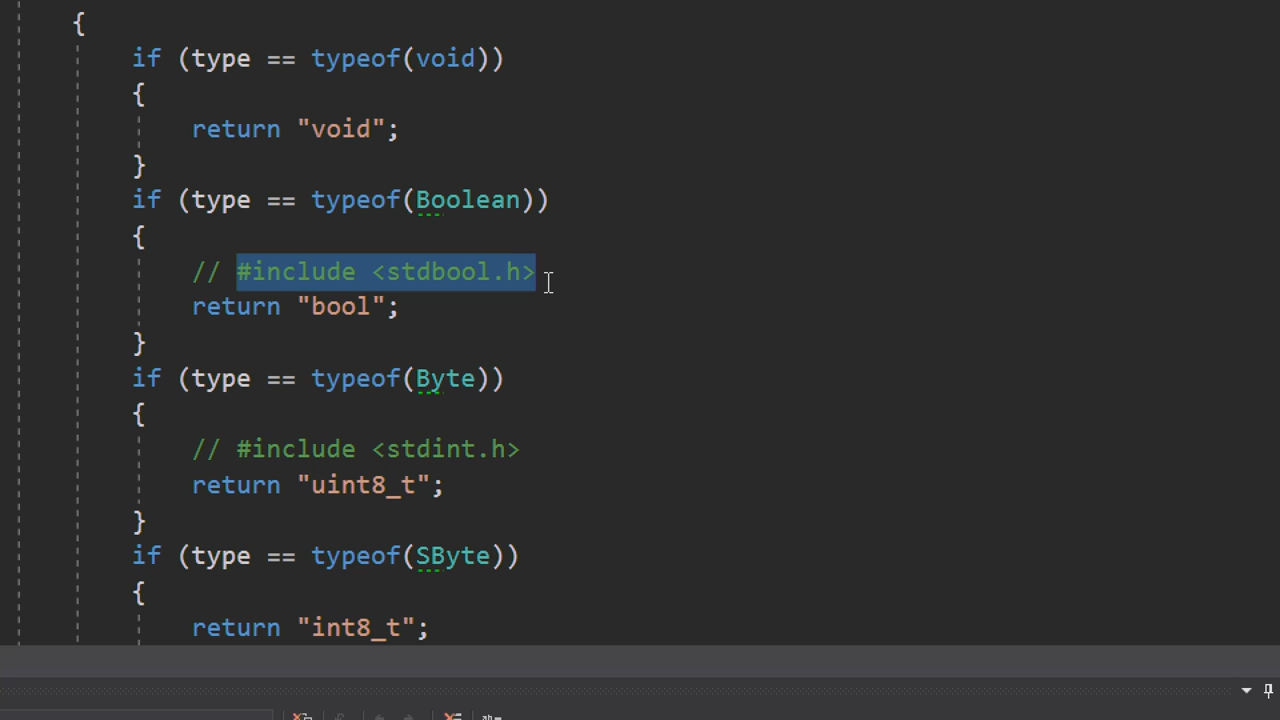 {
if (type == typeof(void))
{
return "void";
}
if (type == typeof(Boolean))
{
// #include <stdbool.h>
return "bool";
}
if (type == typeof(Byte))
{
// #include <stdint.h>
return "uint8_t";
}
if (type == typeof(SByte))
{
return "int8_t";